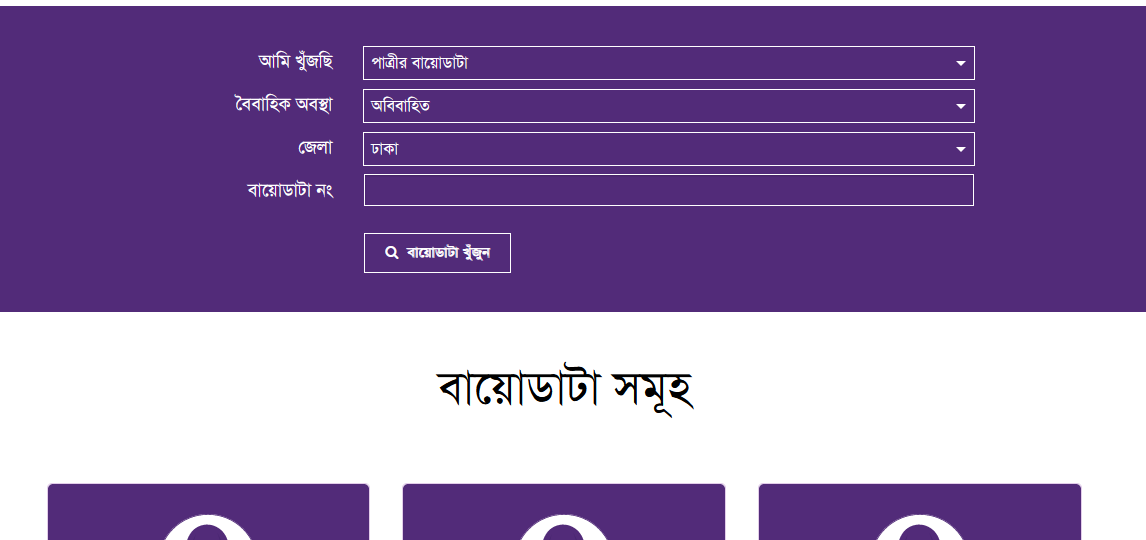 আমি খুঁজছি পাত্রীর বায়োডাটা
বৈবাহিক অবস্থা অবিবাহিত
জেলা ঢাকা
বায়োডাটা নং
বায়োডাটা খুঁজুন
বায়োডাটা সমূহ